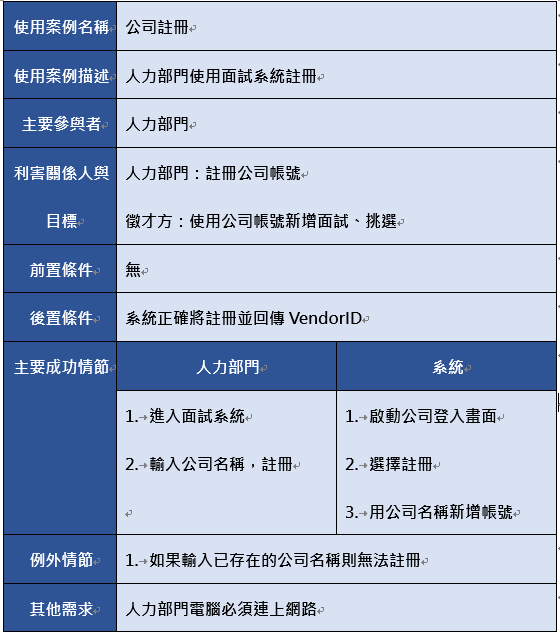 使用案例名稱 公司註冊
使用案例描述 人力部門使用面試系統註冊
主要參與者 人力部門
利害關係人與 人力部門：註冊公司帳號
目標 徵才方：使用公司帳號新增面試、挑選
前置條件 無
後置條件 系統正確將註冊並回傳 VendorID
主要成功情節 人力部門 系統
1. 進入面試系統 1. 啟動公司登入畫面
2. 輸入公司名稱，註冊 2. 選擇註冊
3. 用公司名稱新增帳號
例外情節 1. 如果輸入已存在的公司名稱則無法註冊
其他需求 人力部門電腦必須連上網路